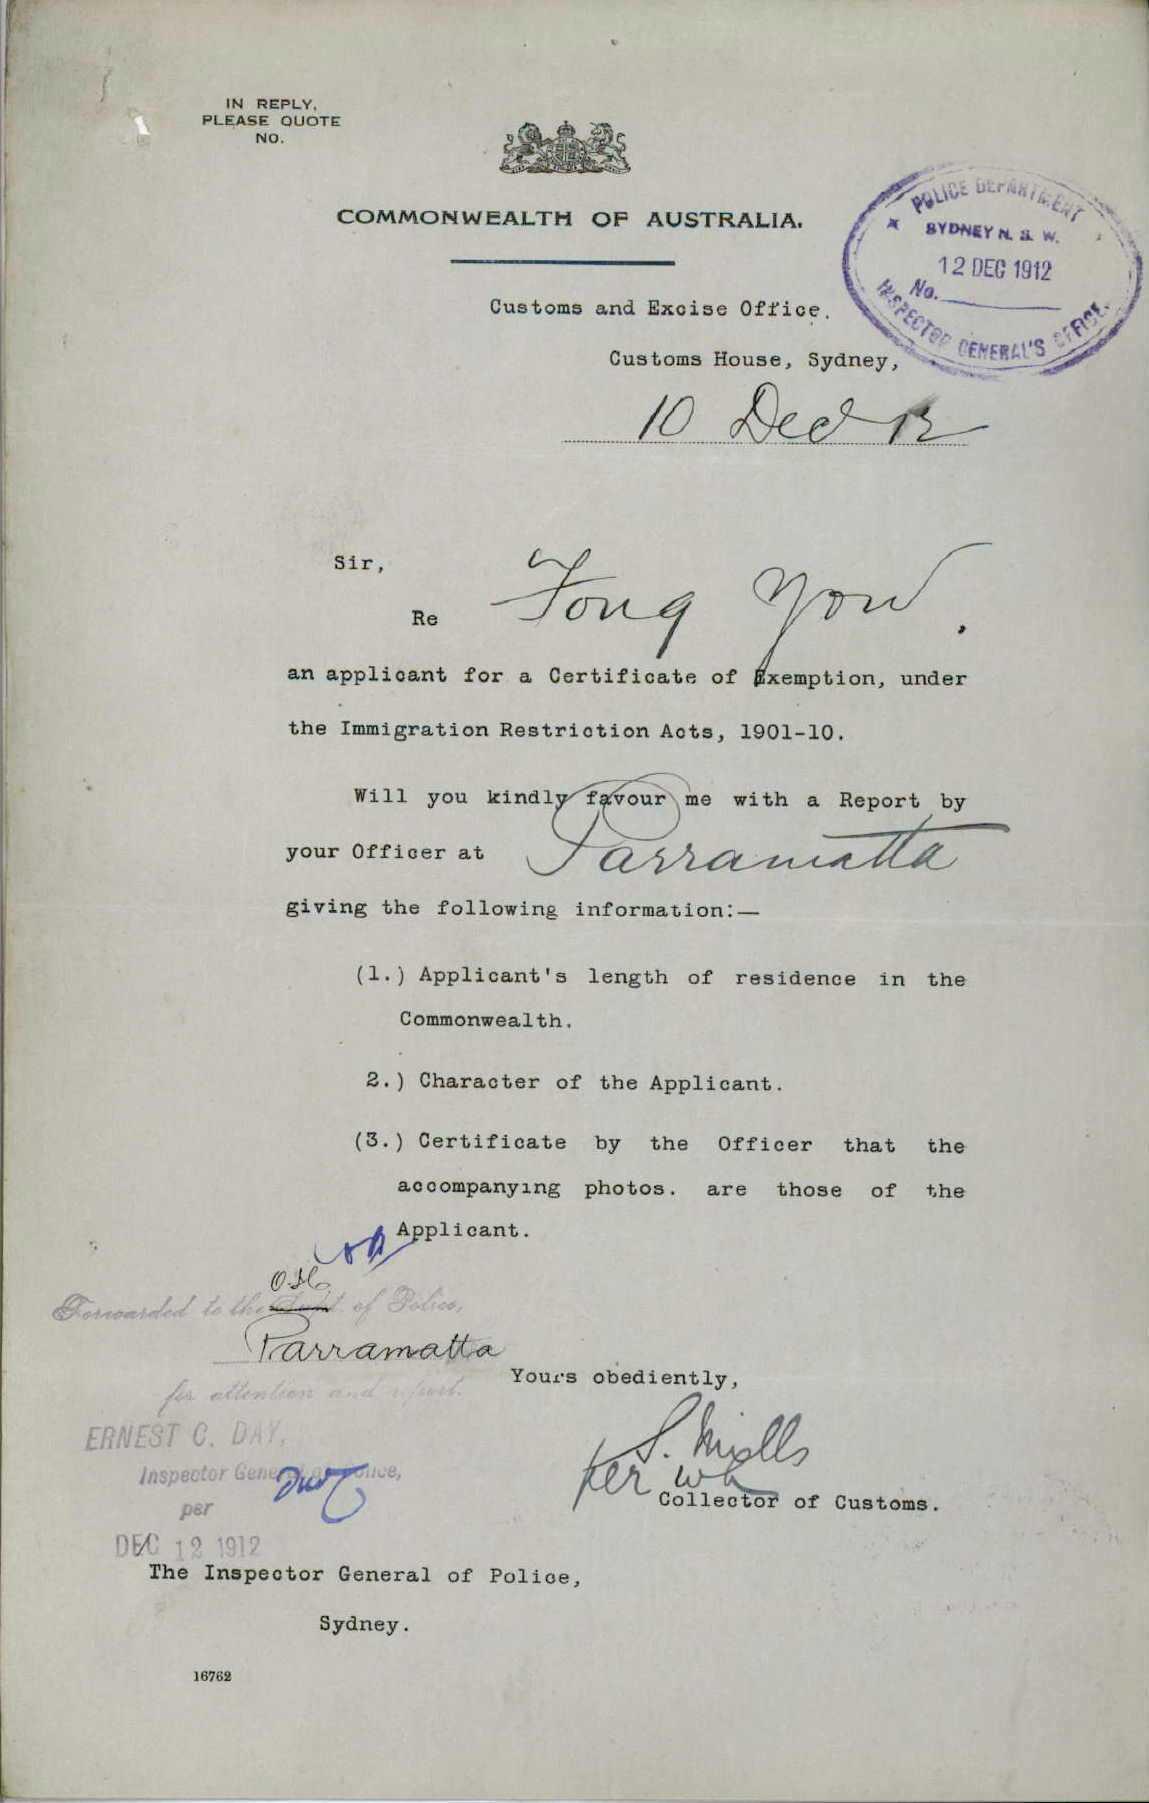 IN REPLY,
PLEASE QUOTE
NO.
COMMONWEALTH OF AUSTRALIA.
POLICE DEPARTMENT
SYDNEY N. S. W.
12 DEC 1912
No.
INSPECTOR GENERAL'S OFFICE.
Customs and Excise Office.
Customs House, Sydney,
10 Dec 12
Sir,
Re Fong Yow.
an applicant for a Certificate of Exemption, under
the Immigration Restriction Acts, 1901-10.
Will you kindly favour me with a Report by
your Officer at Parramatta
giving the following information:—
(1.) Applicant's length of residence in the
Commonwealth.
2.) Character of the Applicant.
(3.) Certificate by the Officer that the
accompanying photos. are those of the
Applicant.
Forwarded to the of Police,
Parramatta
for attention and report.
Yours obediently,
ERNEST C. DAY,
Inspector General of Police,
per
S. Mills
per
Collector of Customs.
DEC 12 1912
The Inspector General of Police,
Sydney.
16762